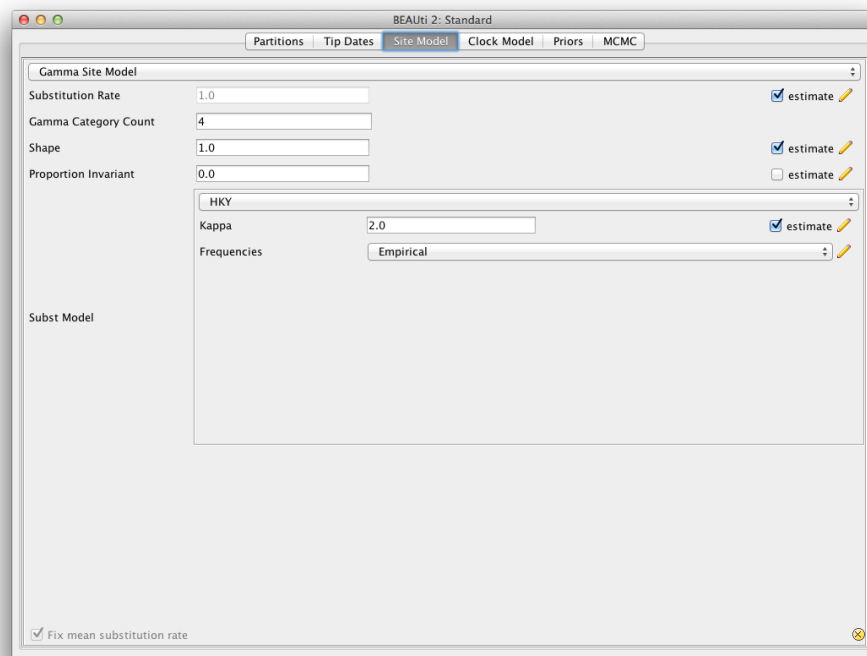 BEAUti 2: Standard
Partitions Tip Dates Site Model Clock Model Priors MCMC
Gamma Site Model
Substitution Rate 1.0 estimate
Gamma Category Count 4
Shape 1.0 estimate
Proportion Invariant 0.0 estimate
HKY
Kappa 2.0 estimate
Frequencies Empirical
Subst Model
Fix mean substitution rate